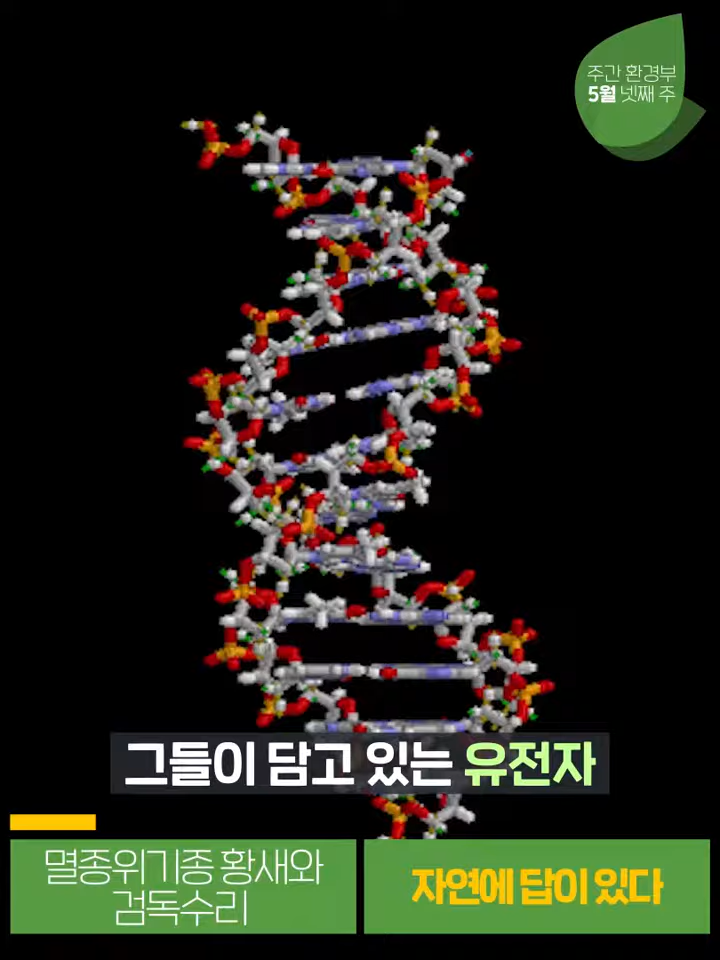 주간 환경부
5월 넷째 주
그들이 담고 있는 유전자
멸종위기종 황새와
검독수리
자연에 답이 있다